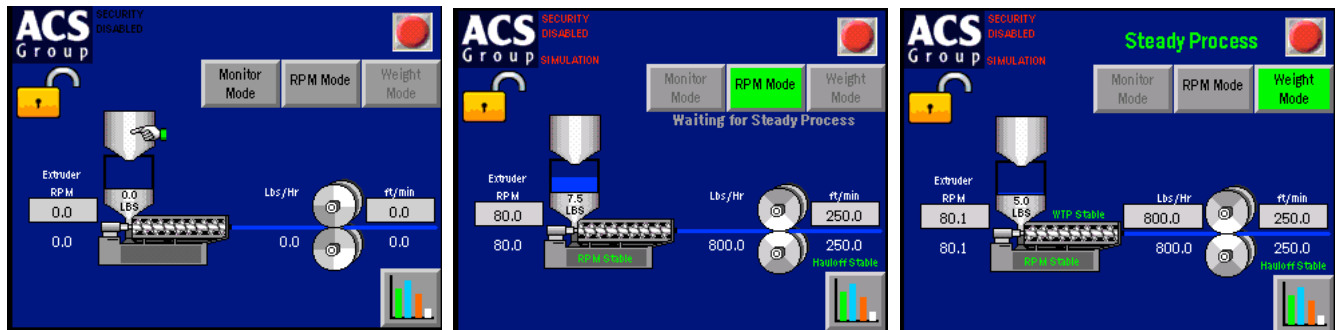 ACS
Group
SECURITY
DISABLED
Monitor
Mode
RPM Mode
Weight
Mode
Extruder
RPM
0.0
0.0
0.0
LBS
Lbs/Hr
0.0
ft/min
0.0
0.0
ACS
Group
SECURITY
DISABLED
SIMULATION
Monitor
Mode
RPM Mode
Weight
Mode
Waiting for Steady Process
Extruder
RPM
80.0
80.0
7.5
LBS
RPM Stable
Lbs/Hr
800.0
ft/min
250.0
250.0
Hauloff Stable
ACS
Group
SECURITY
DISABLED
SIMULATION
Steady Process
Monitor
Mode
RPM Mode
Weight
Mode
Extruder
RPM
80.1
80.1
5.0
LBS
WTP Stable
RPM Stable
Lbs/Hr
800.0
800.0
ft/min
250.0
250.0
Hauloff Stable